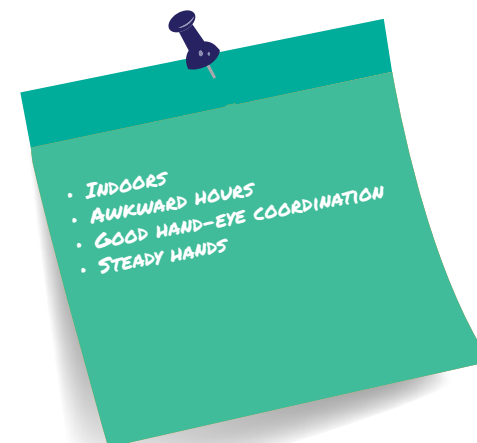 • Indoors
• Awkward hours
• Good hand-eye coordination
• Steady hands